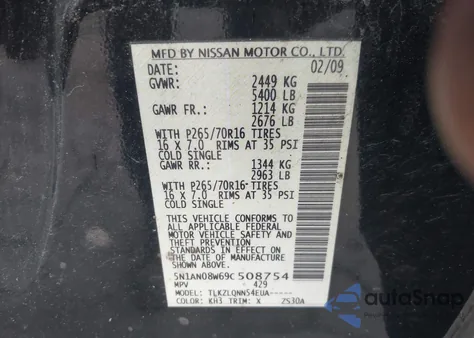 MFD BY NISSAN MOTOR CO., LTD.
DATE: 02/09
GVWR: 2449 KG
5400 LB
GAWR FR.: 1214 KG
2676 LB
WITH P265/70R16 TIRES
16 X 7.0 RIMS AT 35 PSI
COLD SINGLE
GAWR RR.: 1344 KG
2963 LB
WITH P265/70R16 TIRES
16 X 7.0 RIMS AT 35 PSI
COLD SINGLE
THIS VEHICLE CONFORMS TO
ALL APPLICABLE FEDERAL
MOTOR VEHICLE SAFETY
STANDARDS IN EFFECT ON
THE DATE OF MANUFACTURE
SHOWN ABOVE.
5N1AN08W69C508754
MPV 429
MODEL: TLKZLQNN54EUA-----
COLOR: KH3 TRIM: X 2S30A
autoSnap